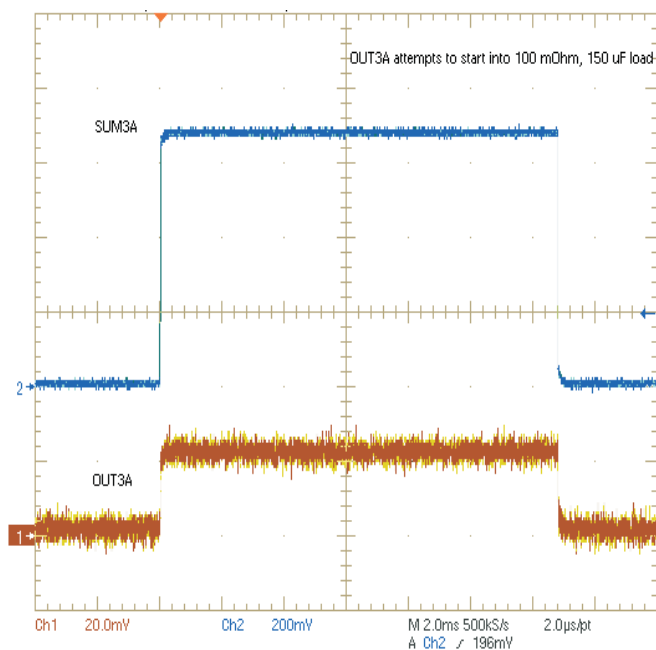 OUT3A attempts to start into 100 mOhm, 150 uF load
SUM3A
2
OUT3A
1
Ch1 20.0mV Ch2 200mV M 2.0ms 500kS/s 2.0µs/pt
A Ch2 ∕ 196mV